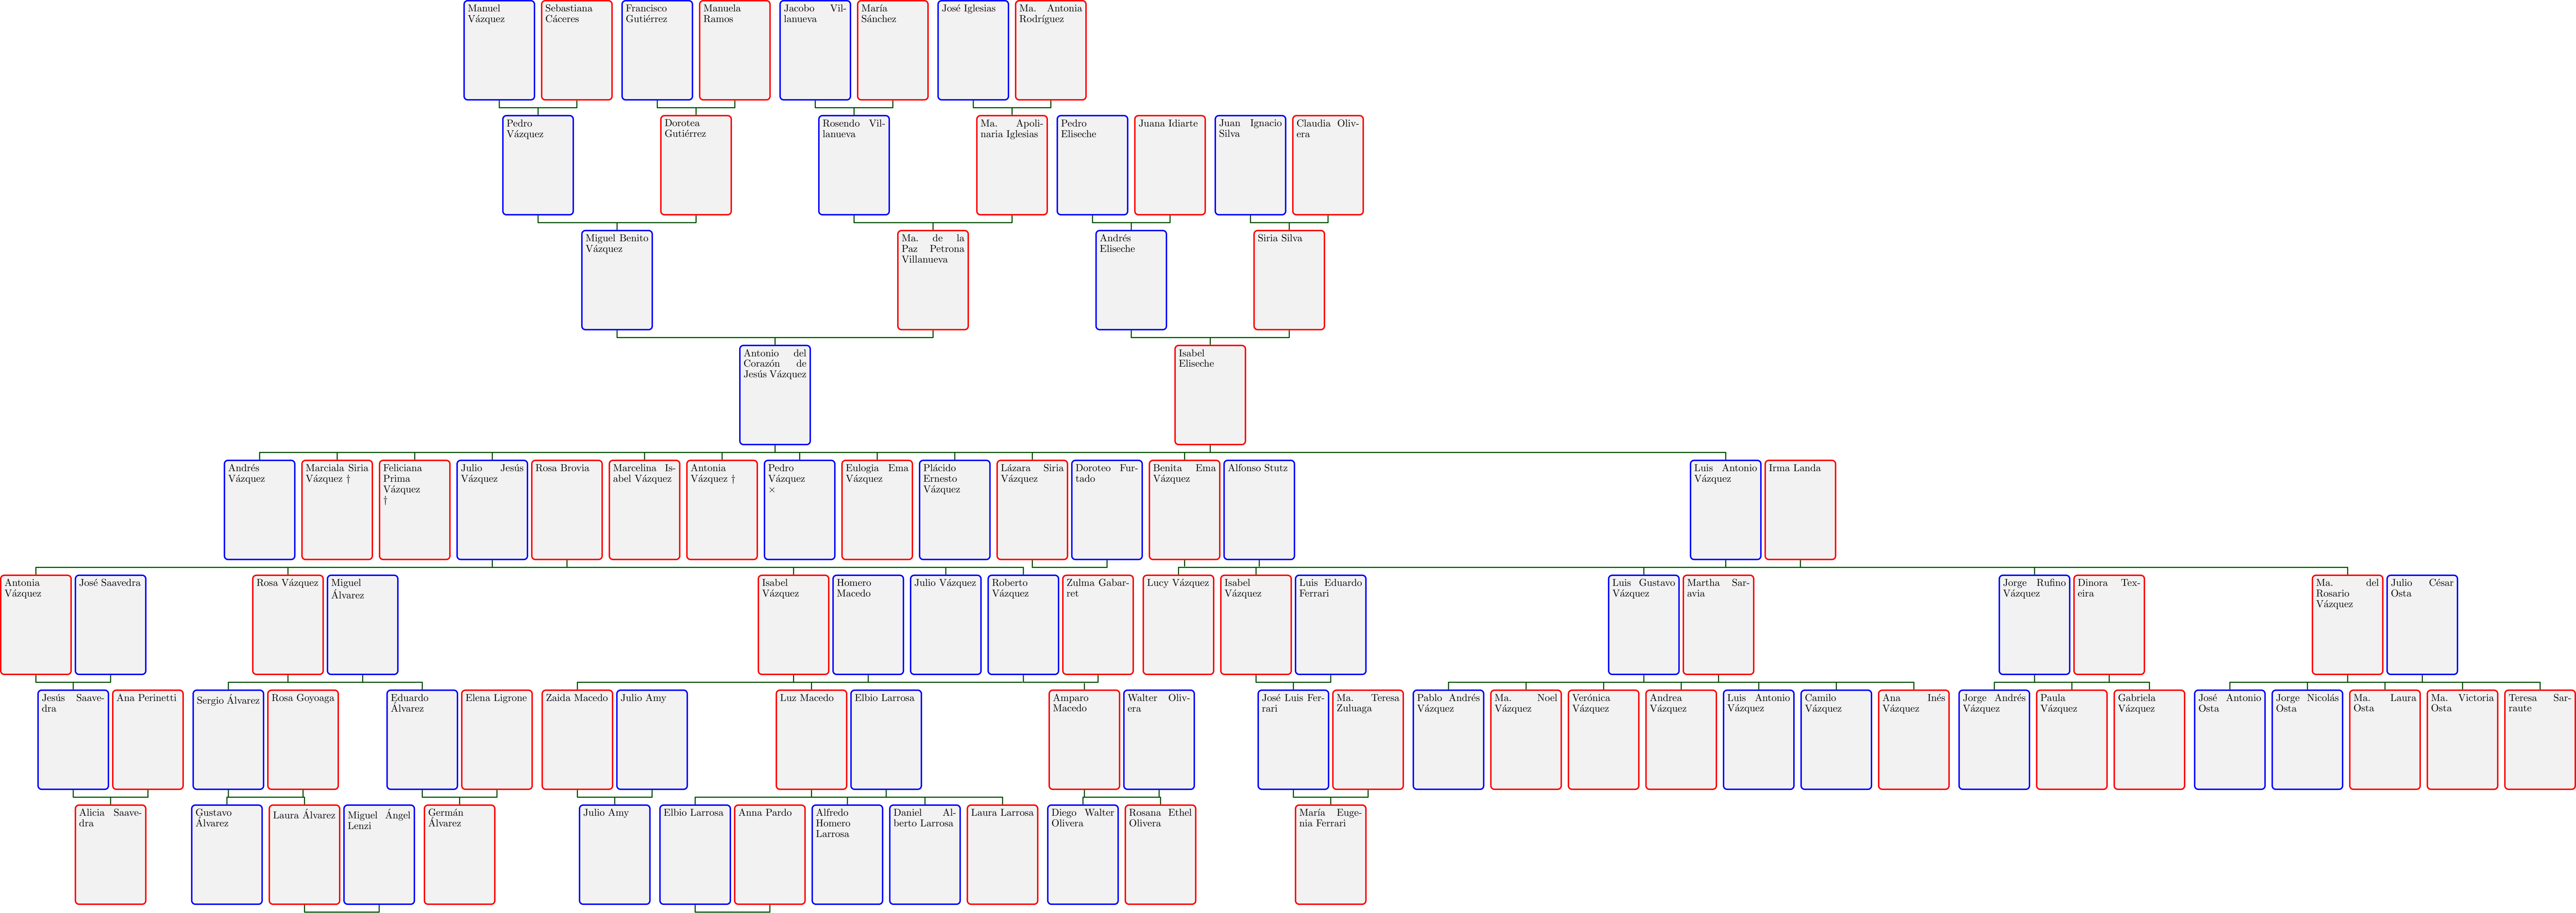 Manuel
Vázquez
Sebastiana
Cáceres
Francisco
Gutiérrez
Manuela
Ramos
Jacobo Vil-
lanueva
María
Sánchez
José Iglesias
Ma. Antonia
Rodríguez
Pedro
Vázquez
Dorotea
Gutiérrez
Rosendo Vil-
lanueva
Ma. Apoli-
naria Iglesias
Pedro
Eliseche
Juana Idiarte
Juan Ignacio
Silva
Claudia Oliv-
era
Miguel Benito
Vázquez
Ma. de la
Paz Petrona
Villanueva
Andrés
Eliseche
Siria Silva
Antonio del
Corazón de
Jesús Vázquez
Isabel
Eliseche
Andrés
Vázquez
Marciala Siria
Vázquez †
Feliciana
Prima
Vázquez
†
Julio Jesús
Vázquez
Rosa Brovia
Marcelina Is-
abel Vázquez
Antonia
Vázquez †
Pedro
Vázquez
×
Eulogia Ema
Vázquez
Plácido
Ernesto
Vázquez
Lázara Siria
Vázquez
Doroteo Fur-
tado
Benita Ema
Vázquez
Alfonso Stutz
Luis Antonio
Vázquez
Irma Landa
Antonia
Vázquez
José Saavedra
Rosa Vázquez
Miguel
Álvarez
Isabel
Vázquez
Homero
Macedo
Julio Vázquez
Roberto
Vázquez
Zulma Gabar-
ret
Lucy Vázquez
Isabel
Vázquez
Luis Eduardo
Ferrari
Luis Gustavo
Vázquez
Martha Sar-
avia
Jorge Rufino
Vázquez
Dinora Tex-
eira
Ma. del
Rosario
Vázquez
Julio César
Osta
Jesús Saave-
dra
Ana Perinetti
Sergio Álvarez
Rosa Goyoaga
Eduardo
Álvarez
Elena Ligrone
Zaida Macedo
Julio Amy
Luz Macedo
Elbio Larrosa
Amparo
Macedo
Walter Oliv-
era
José Luis Fer-
rari
Ma. Teresa
Zuluaga
Pablo Andrés
Vázquez
Ma. Noel
Vázquez
Verónica
Vázquez
Andrea
Vázquez
Luis Antonio
Vázquez
Camilo
Vázquez
Ana Inés
Vázquez
Jorge Andrés
Vázquez
Paula
Vázquez
Gabriela
Vázquez
José Antonio
Osta
Jorge Nicolás
Osta
Ma. Laura
Osta
Ma. Victoria
Osta
Teresa Sar-
raute
Alicia Saave-
dra
Gustavo
Álvarez
Laura Álvarez
Miguel Ángel
Lenzi
Germán
Álvarez
Julio Amy
Elbio Larrosa
Anna Pardo
Alfredo
Homero
Larrosa
Daniel Al-
berto Larrosa
Laura Larrosa
Diego Walter
Olivera
Rosana Ethel
Olivera
María Euge-
nia Ferrari